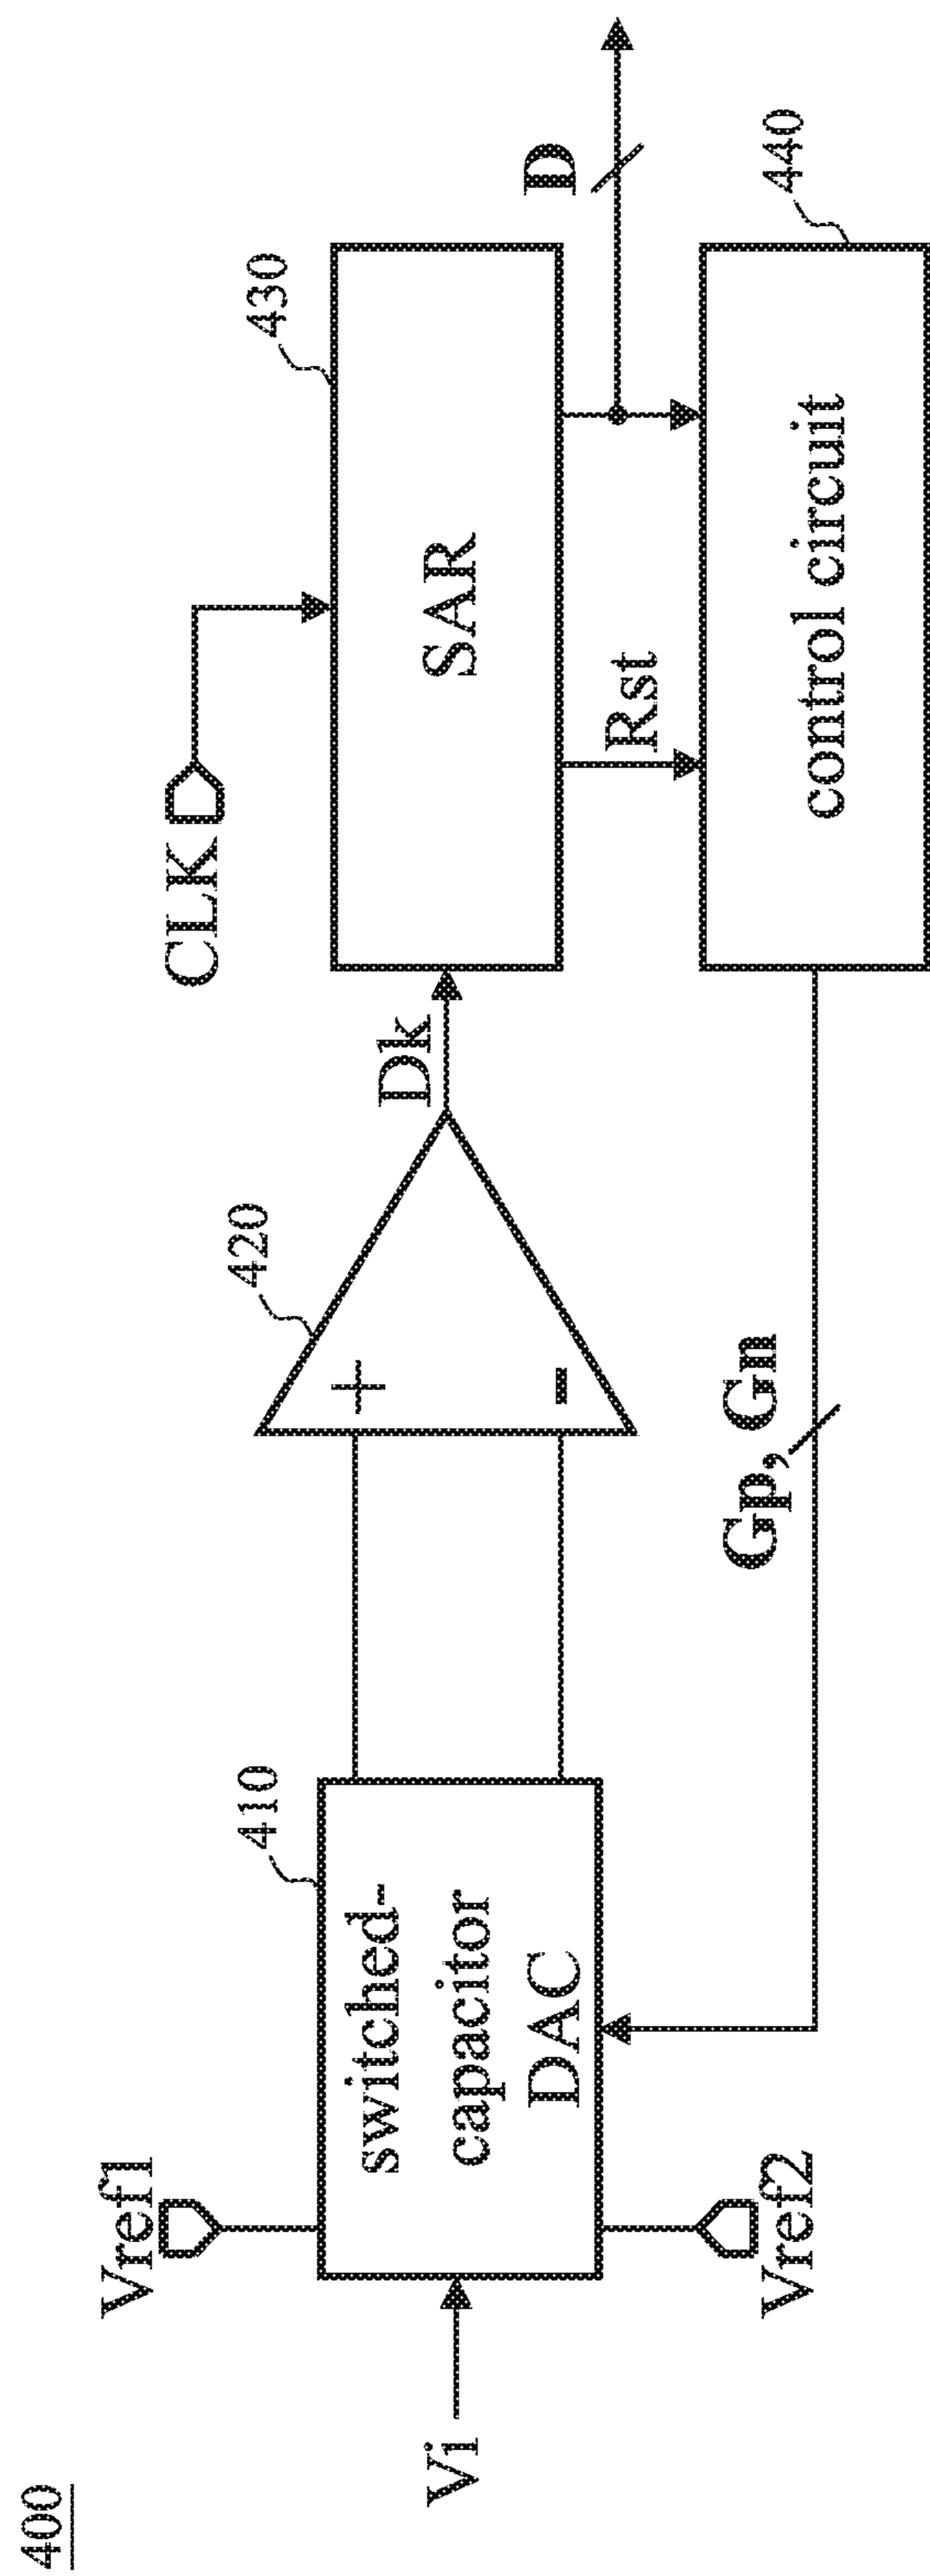 400
Vi
Vref1
Vref2
410
switched-
capacitor
DAC
420
+
-
Gp, Gn
Dk
CLK
430
SAR
Rst
D
440
control circuit